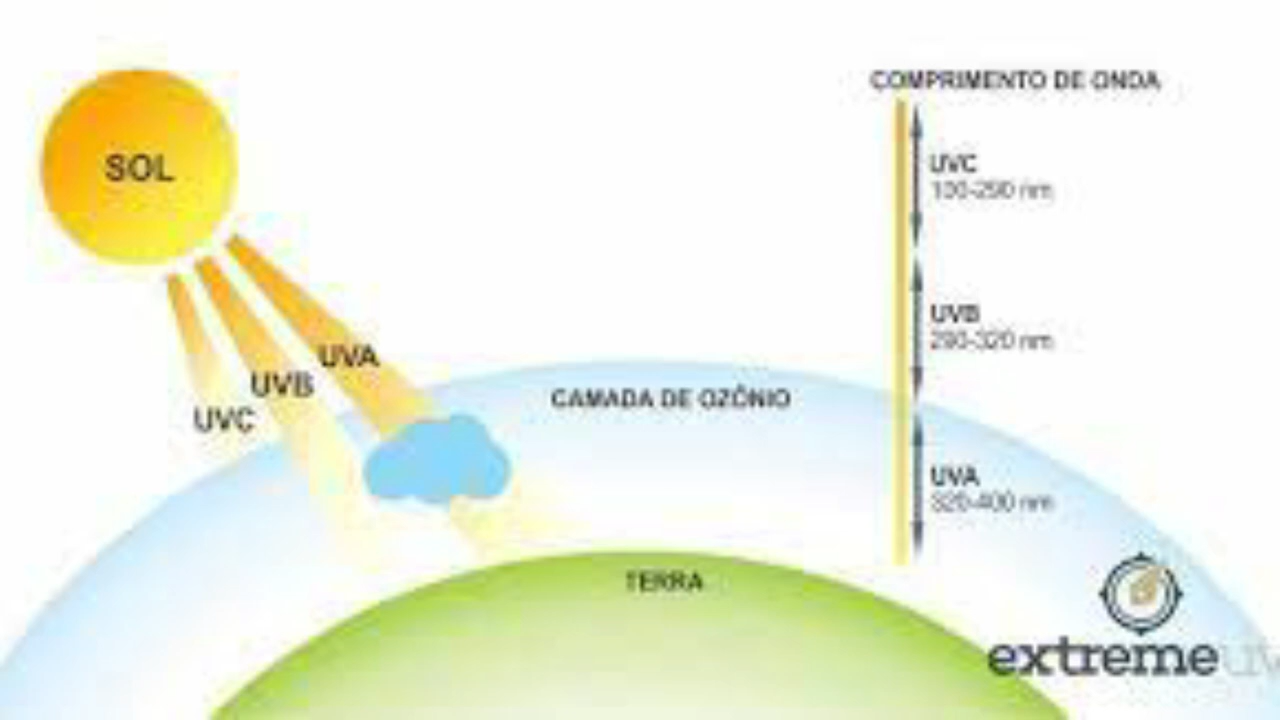 COMPRIMENTO DE ONDA
SOL
UVC
100-290 nm
UVB
290-320 nm
UVA
UVB
UVC
CAMADA DE OZÔNIO
UVA
320-400 nm
TERRA
extremeuv